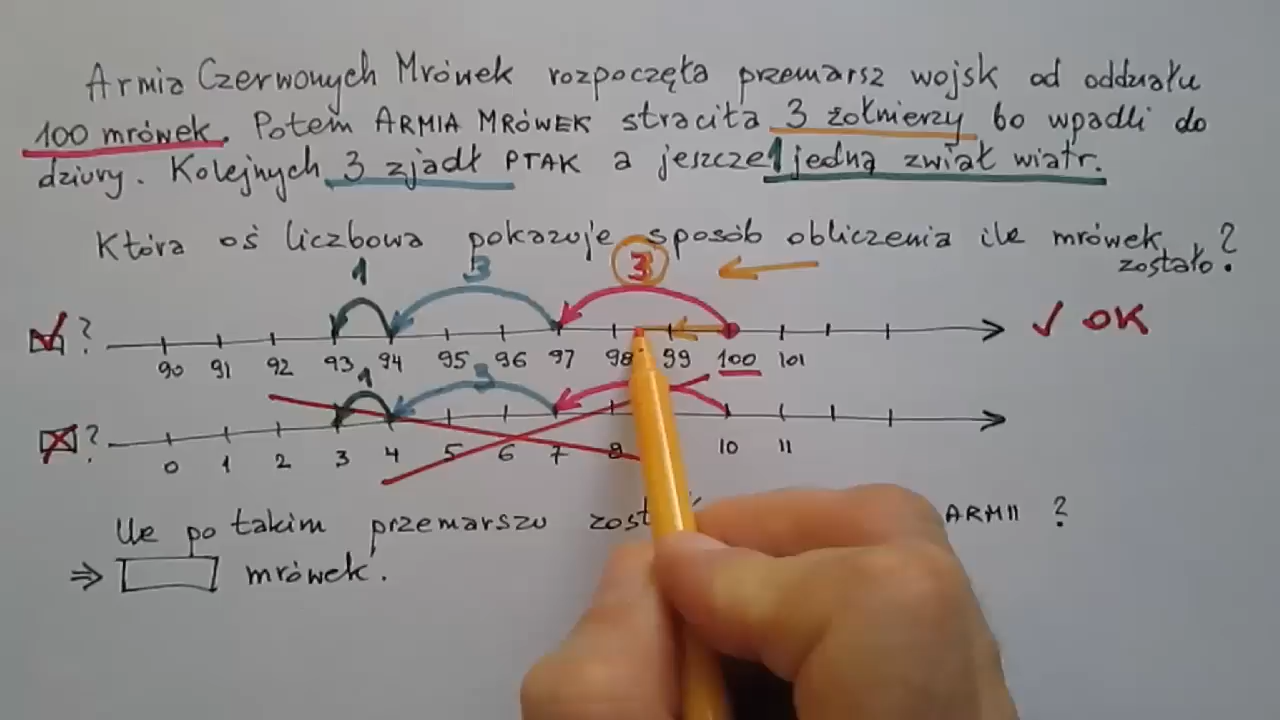 Armia Czerwonych Mrówek rozpoczęła przemarsz wojsk od oddziału
100 mrówek. Potem ARMIA MRÓWEK straciła 3 żołnierzy bo wpadli do
dziury. Kolejnych 3 zjadł PTAK a jeszcze 1 jedną zwiał wiatr.
Która oś liczbowa pokazuje sposób obliczenia ile mrówek zostało?
1 3 3
? ✓ OK
90 91 92 93 94 95 96 97 98 99 100 101
1 3
?
0 1 2 3 4 5 6 7 8 10 11
Ile po takim przemarszu ARMII ?
⇒ mrówek.